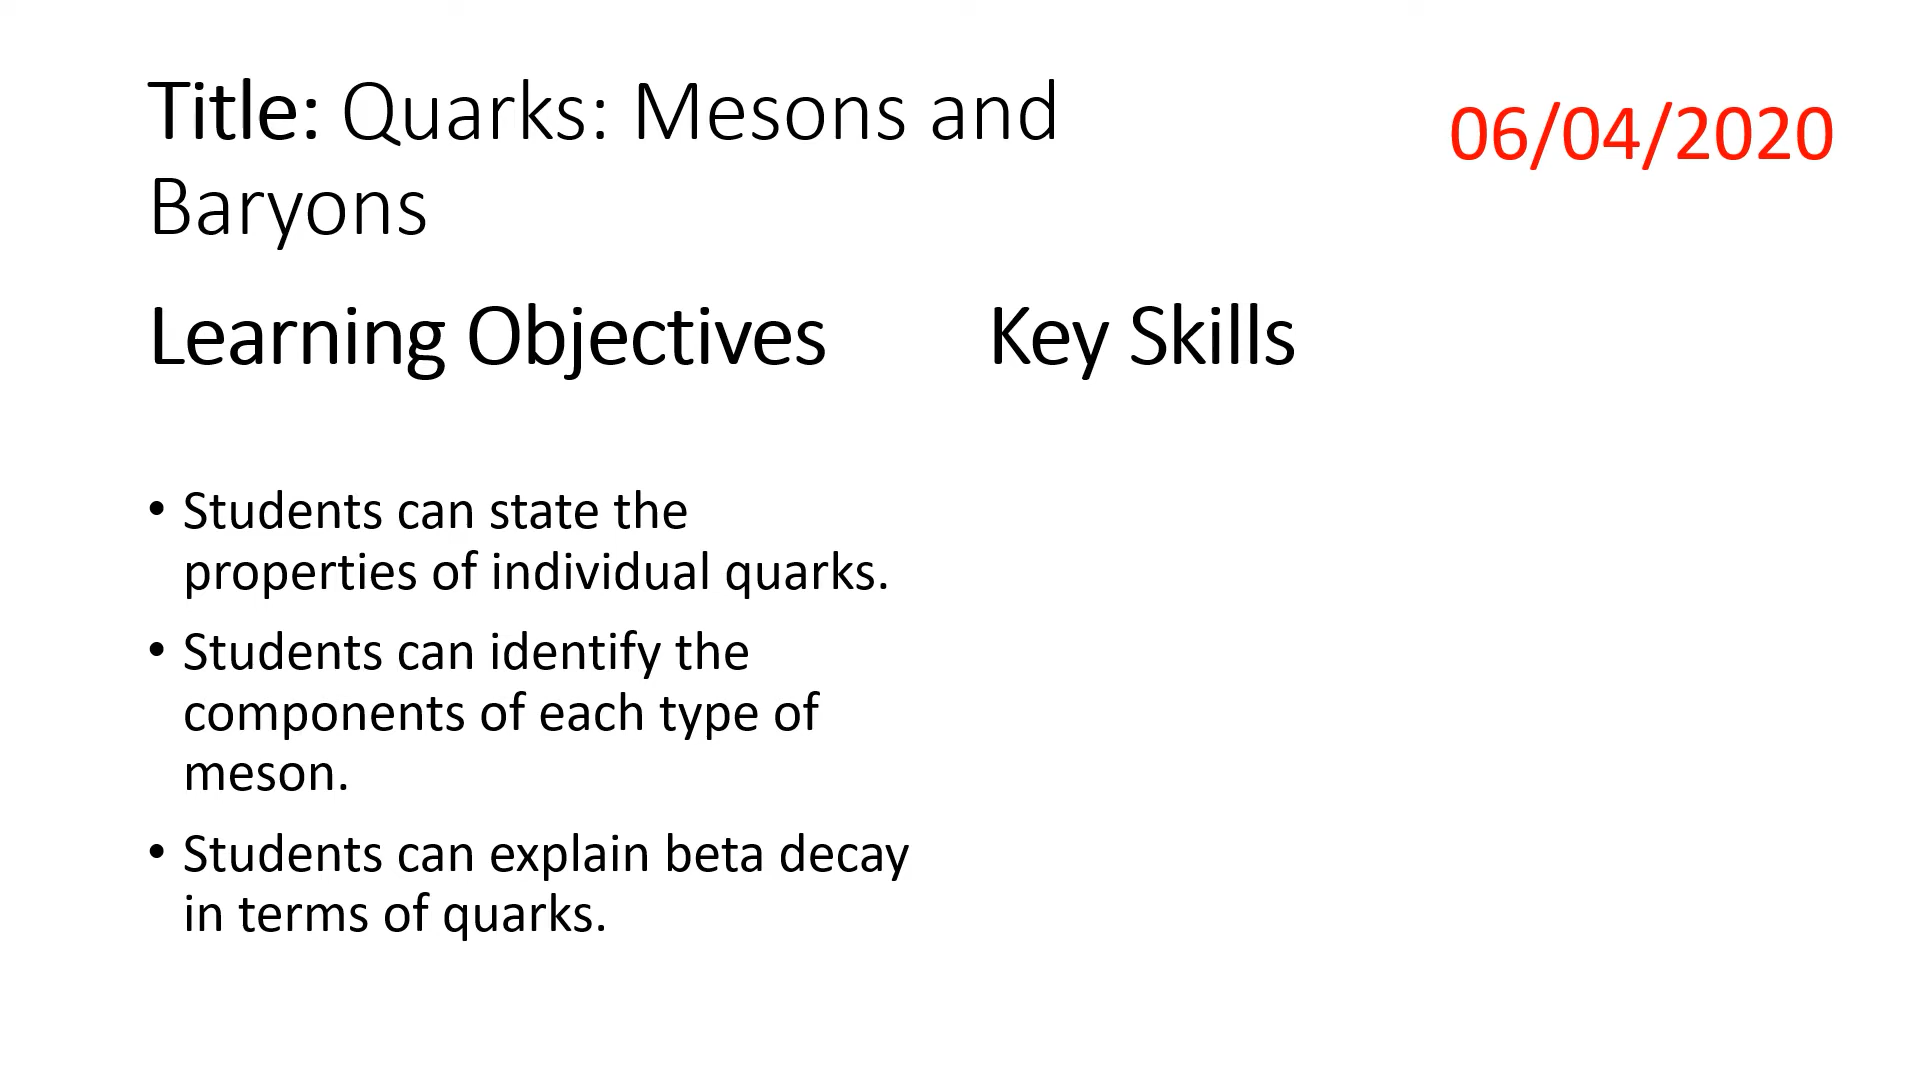 Title: Quarks: Mesons and
Baryons
06/04/2020
Learning Objectives
Key Skills
• Students can state the
properties of individual quarks.
• Students can identify the
components of each type of
meson.
• Students can explain beta decay
in terms of quarks.